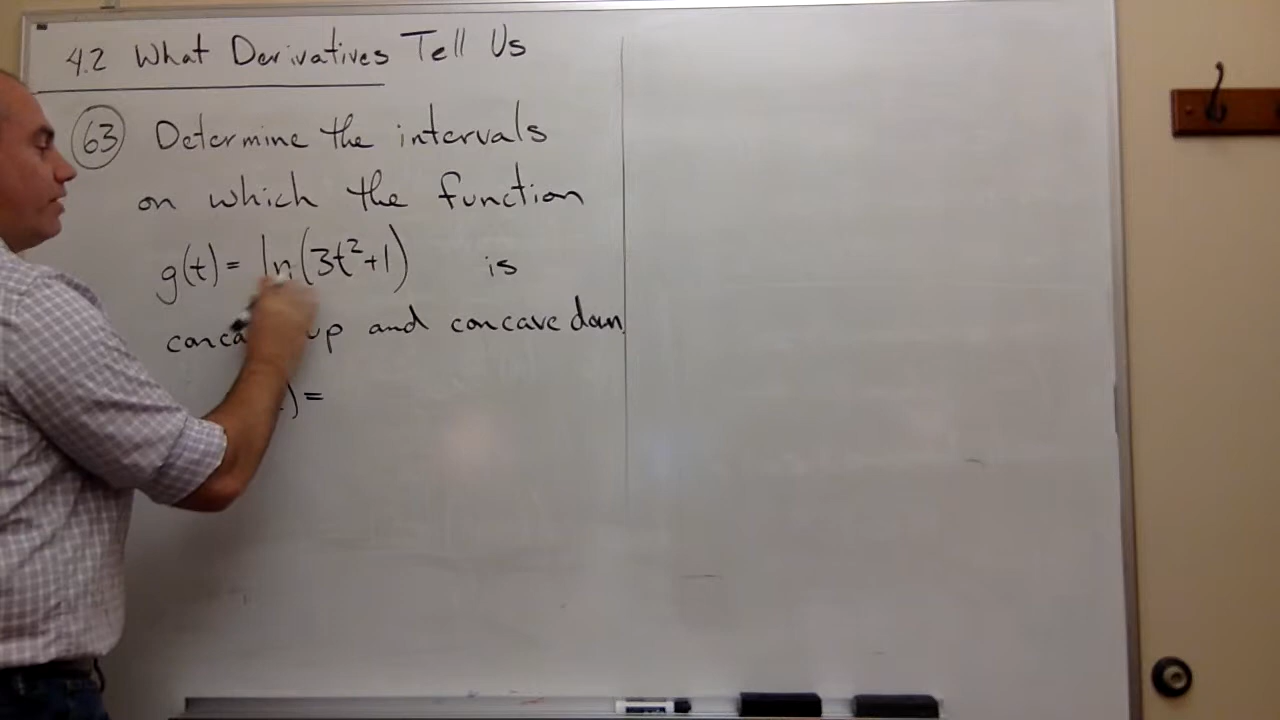 4.2 What Derivatives Tell Us
63 Determine the intervals
on which the function
g(t) = ln(3t²+1) is
up and concave down
) =